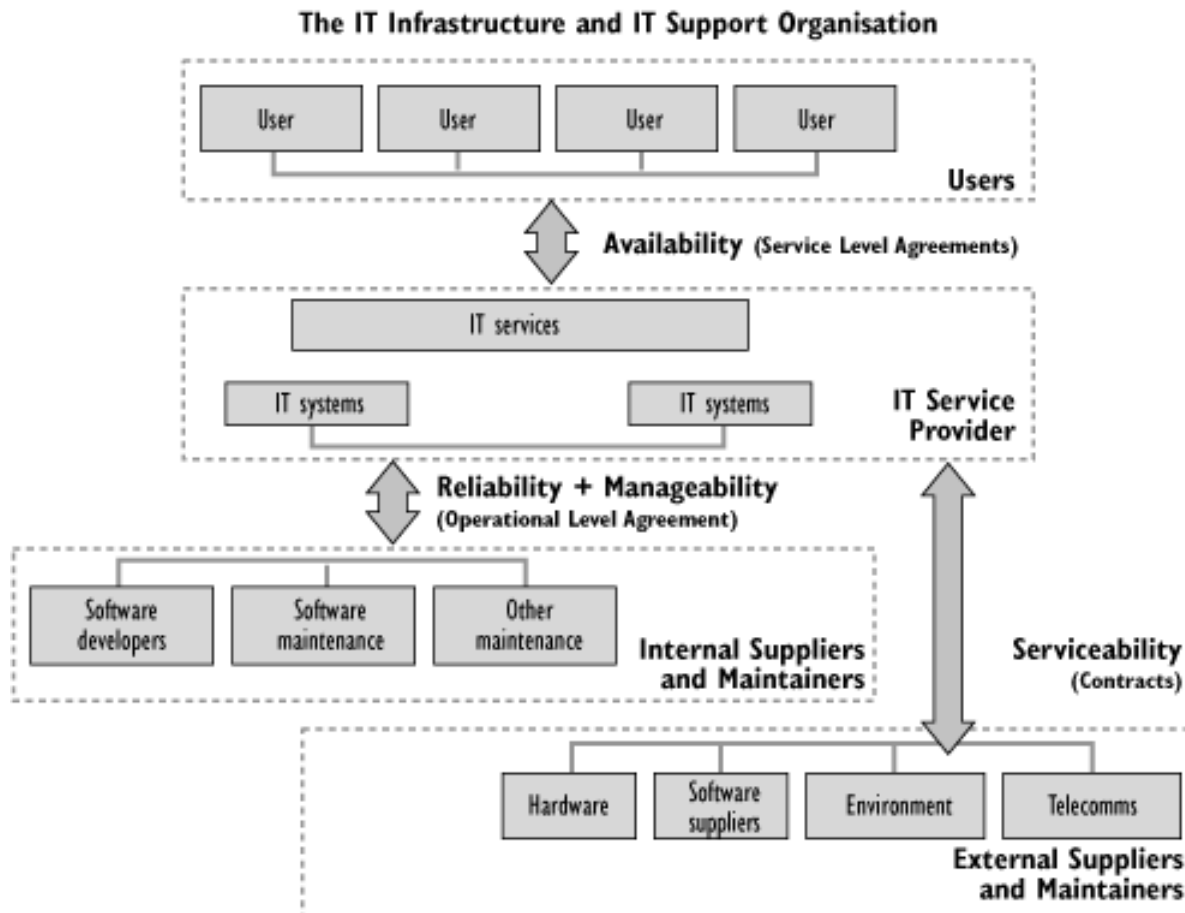 The IT Infrastructure and IT Support Organisation
User
User
User
User
Users
Availability (Service Level Agreements)
IT services
IT systems
IT systems
IT Service
Provider
Reliability + Manageability
(Operational Level Agreement)
Software
developers
Software
maintenance
Other
maintenance
Internal Suppliers
and Maintainers
Serviceability
(Contracts)
Hardware
Software
suppliers
Environment
Telecomms
External Suppliers
and Maintainers